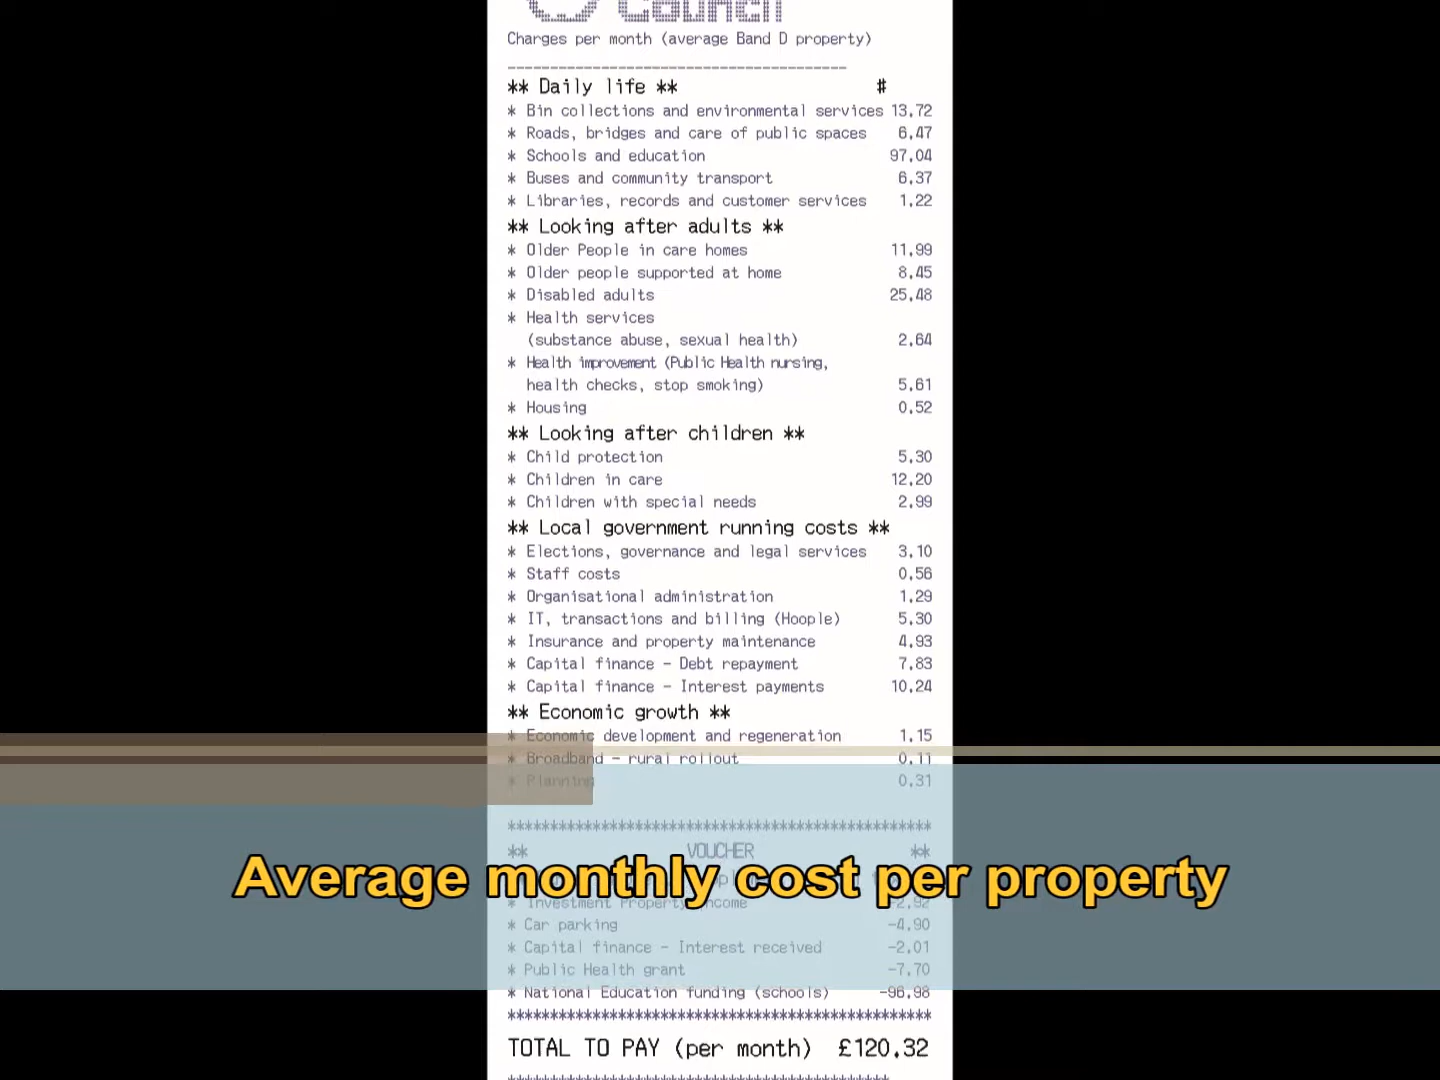 Council
Charges per month (average Band D property)
** Daily life ** #
* Bin collections and environmental services 13.72
* Roads, bridges and care of public spaces 6.47
* Schools and education 97.04
* Buses and community transport 6.37
* Libraries, records and customer services 1.22
** Looking after adults **
* Older People in care homes 11.99
* Older people supported at home 8.45
* Disabled adults 25.48
* Health services
(substance abuse, sexual health) 2.64
* Health improvement (Public Health nursing,
health checks, stop smoking) 5.61
* Housing 0.52
** Looking after children **
* Child protection 5.30
* Children in care 12.20
* Children with special needs 2.99
** Local government running costs **
* Elections, governance and legal services 3.10
* Staff costs 0.56
* Organisational administration 1.29
* IT, transactions and billing (Hoople) 5.30
* Insurance and property maintenance 4.93
* Capital finance - Debt repayment 7.83
* Capital finance - Interest payments 10.24
** Economic growth **
* Economic development and regeneration 1.15
* Broadband - rural rollout 0.11
* Planning 0.31
** VOUCHER **
Average monthly cost per property
* Investment Property Income -2.92
* Car parking -4.90
* Capital finance - Interest received -2.01
* Public Health grant -7.70
* National Education funding (schools) -96.98
TOTAL TO PAY (per month) £120.32